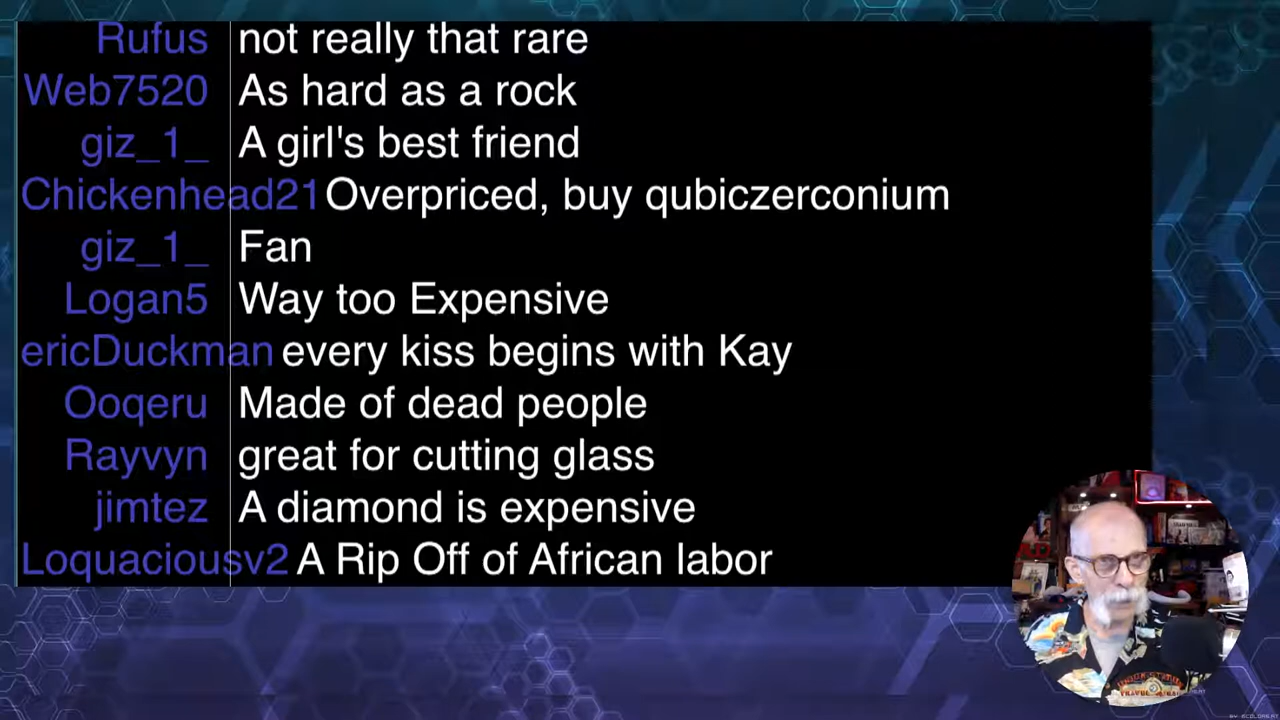 Rufus not really that rare
Web7520 As hard as a rock
giz_1_ A girl's best friend
Chickenhead21 Overpriced, buy qubiczerconium
giz_1_ Fan
Logan5 Way too Expensive
ericDuckman every kiss begins with Kay
Ooqeru Made of dead people
Rayvyn great for cutting glass
jimtez A diamond is expensive
Loquaciousv2 A Rip Off of African labor